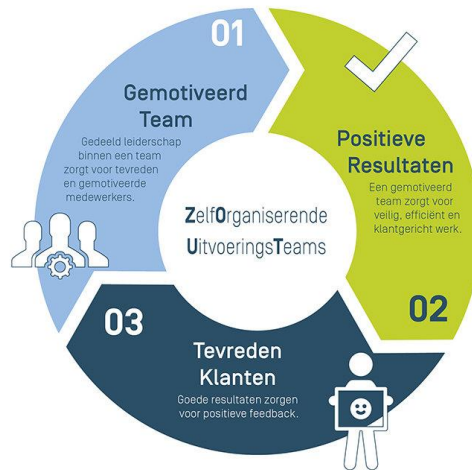 01
Gemotiveerd
Team
Gedeeld leiderschap
binnen een team
zorgt voor tevreden
en gemotiveerde
medewerkers.
Positieve
Resultaten
Een gemotiveerd
team zorgt voor
veilig, efficiënt en
klantgericht werk.
02
ZelfOrganiserende
UitvoeringsTeams
03
Tevreden
Klanten
Goede resultaten zorgen
voor positieve feedback.